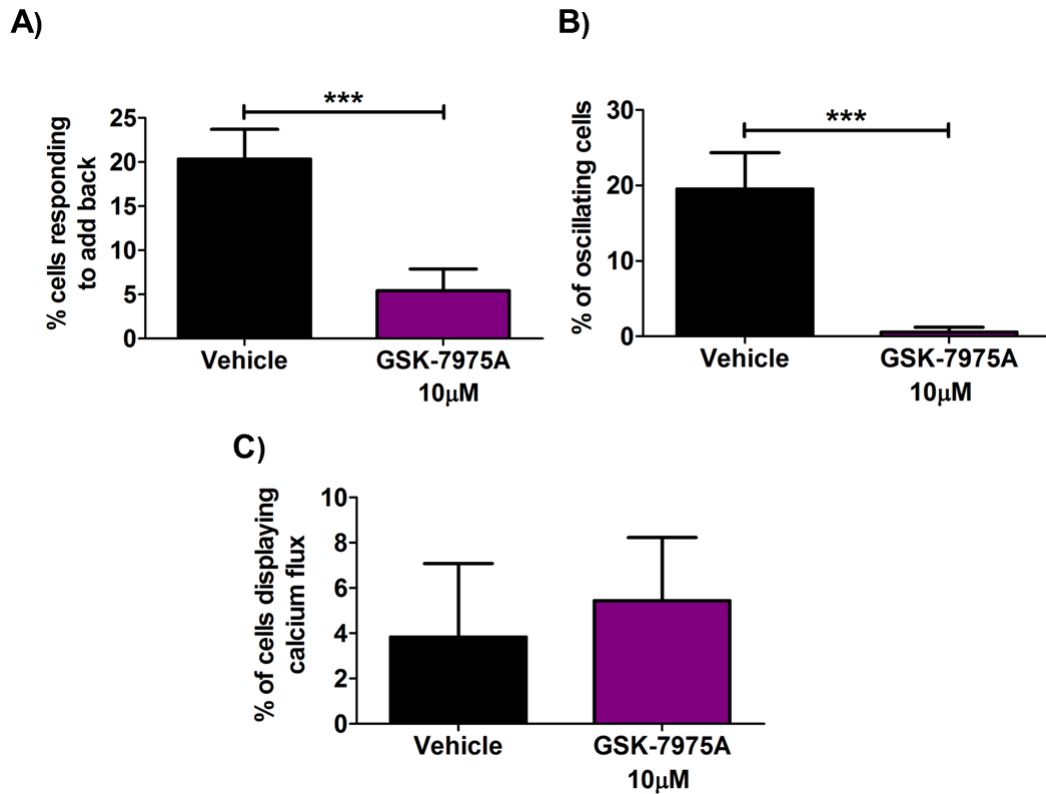 A)
***
% cells responding
to add back
25
20
15
10
5
0
Vehicle
GSK-7975A
10μM
B)
***
% of oscillating cells
30
20
10
0
Vehicle
GSK-7975A
10μM
C)
% of cells displaying
calcium flux
10
8
6
4
2
0
Vehicle
GSK-7975A
10μM